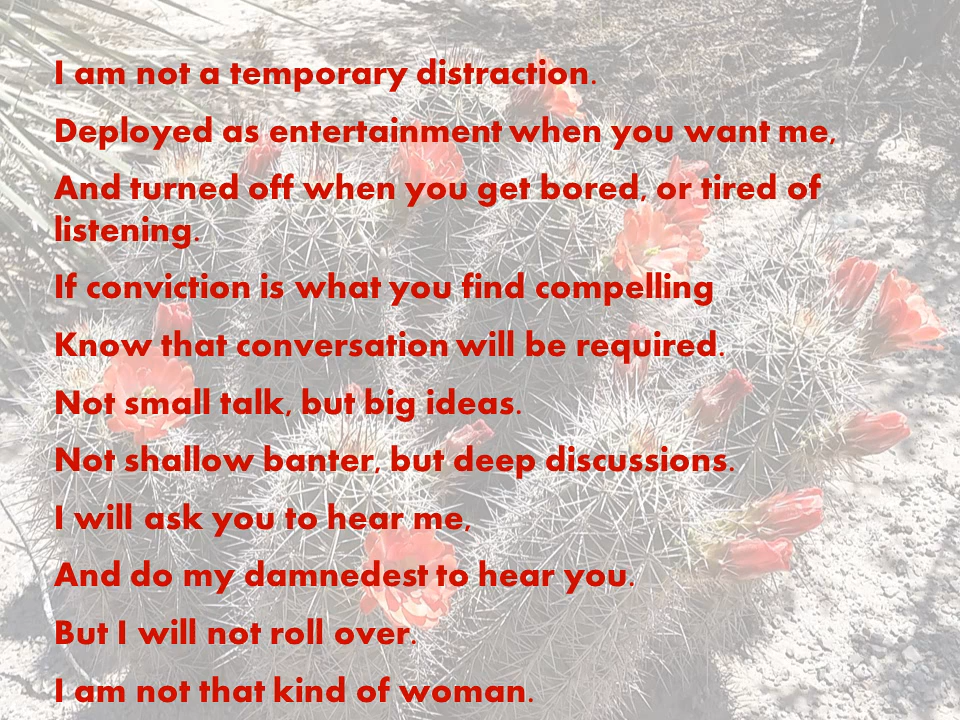 I am not a temporary distraction.
Deployed as entertainment when you want me,
And turned off when you get bored, or tired of
listening.
If conviction is what you find compelling
Know that conversation will be required.
Not small talk, but big ideas.
Not shallow banter, but deep discussions.
I will ask you to hear me,
And do my damnedest to hear you.
But I will not roll over.
I am not that kind of woman.